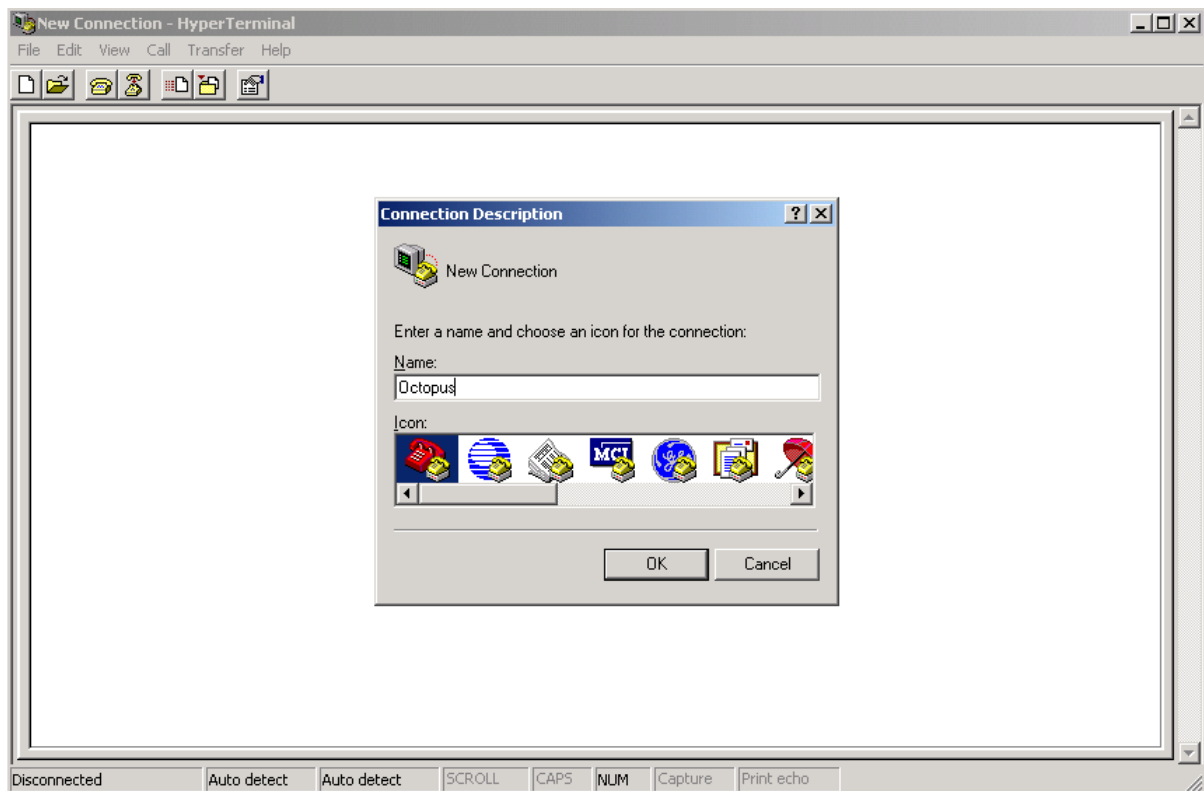 New Connection - HyperTerminal
File Edit View Call Transfer Help
Connection Description
New Connection
Enter a name and choose an icon for the connection:
Name:
Octopus
Icon:
MCI
OK Cancel
Disconnected Auto detect Auto detect SCROLL CAPS NUM Capture Print echo